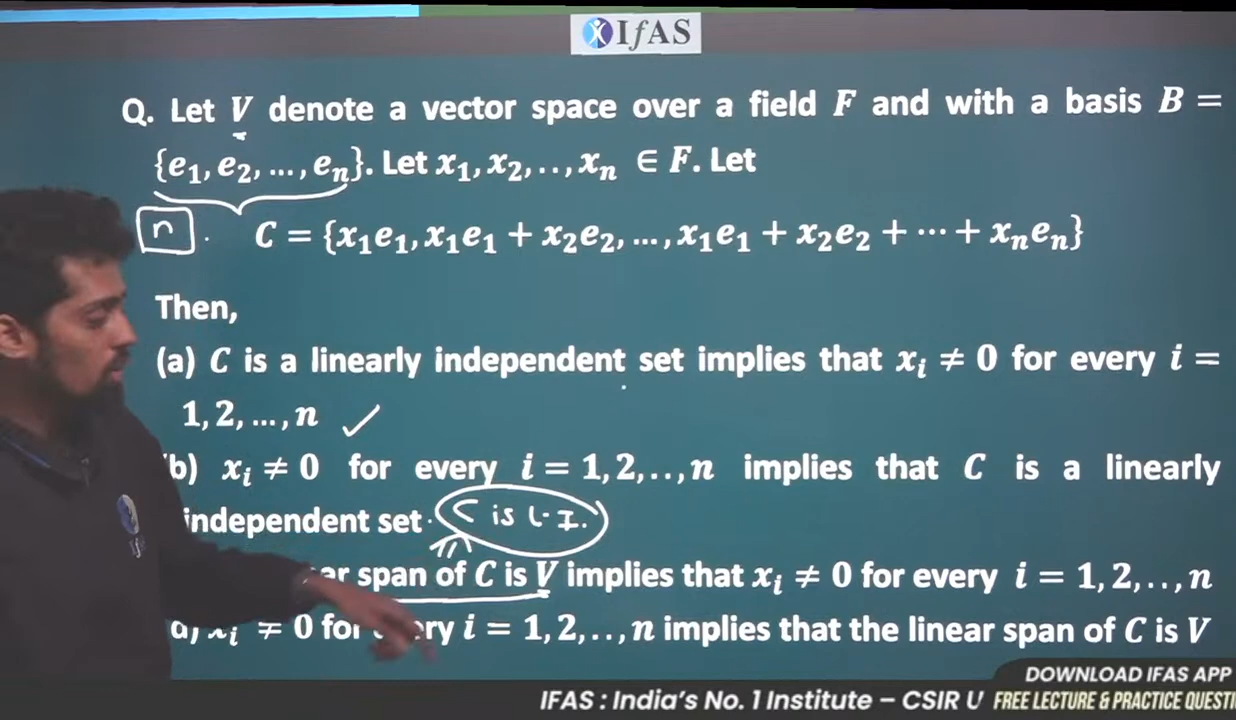 IfAS
Q. Let V denote a vector space over a field F and with a basis B =
{e₁, e₂, ..., eₙ}. Let x₁, x₂, .., xₙ ∈ F. Let
n
C = {x₁e₁, x₁e₁ + x₂e₂, ..., x₁e₁ + x₂e₂ + ⋯ + xₙeₙ}
Then,
(a) C is a linearly independent set implies that xᵢ ≠ 0 for every i =
1, 2, ..., n ✓
b) xᵢ ≠ 0 for every i = 1, 2, .., n implies that C is a linearly
independent set. C is L.I.
span of C is V implies that xᵢ ≠ 0 for every i = 1, 2, .., n
d) xᵢ ≠ 0 for every i = 1, 2, .., n implies that the linear span of C is V
DOWNLOAD IFAS APP
IFAS : India's No. 1 Institute – CSIR U FREE LECTURE & PRACTICE QUESTI